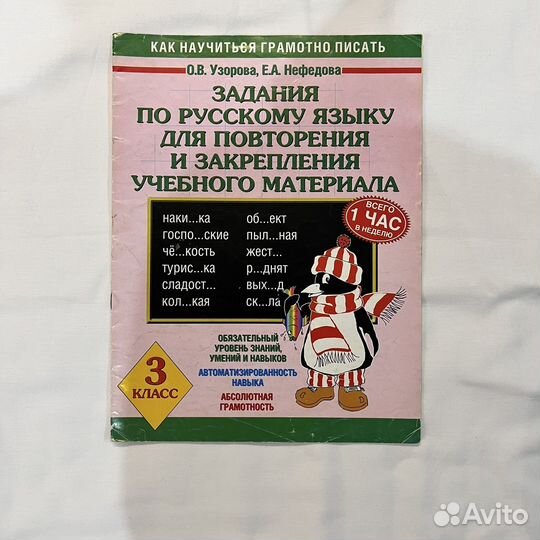 КАК НАУЧИТЬСЯ ГРАМОТНО ПИСАТЬ
О.В. Узорова, Е.А. Нефедова
ЗАДАНИЯ
ПО РУССКОМУ ЯЗЫКУ
ДЛЯ ПОВТОРЕНИЯ
И ЗАКРЕПЛЕНИЯ
УЧЕБНОГО МАТЕРИАЛА
ВСЕГО
1 ЧАС
В НЕДЕЛЮ
наки...ка об...ект
госпо...ские пыл...ная
чё...кость жест...
турис...ка р...днят
сладост... вых...д
кол...кая ск...ла
ОБЯЗАТЕЛЬНЫЙ
УРОВЕНЬ ЗНАНИЙ,
УМЕНИЙ И НАВЫКОВ
АВТОМАТИЗИРОВАННОСТЬ
НАВЫКА
АБСОЛЮТНАЯ
ГРАМОТНОСТЬ
3
КЛАСС
Avito